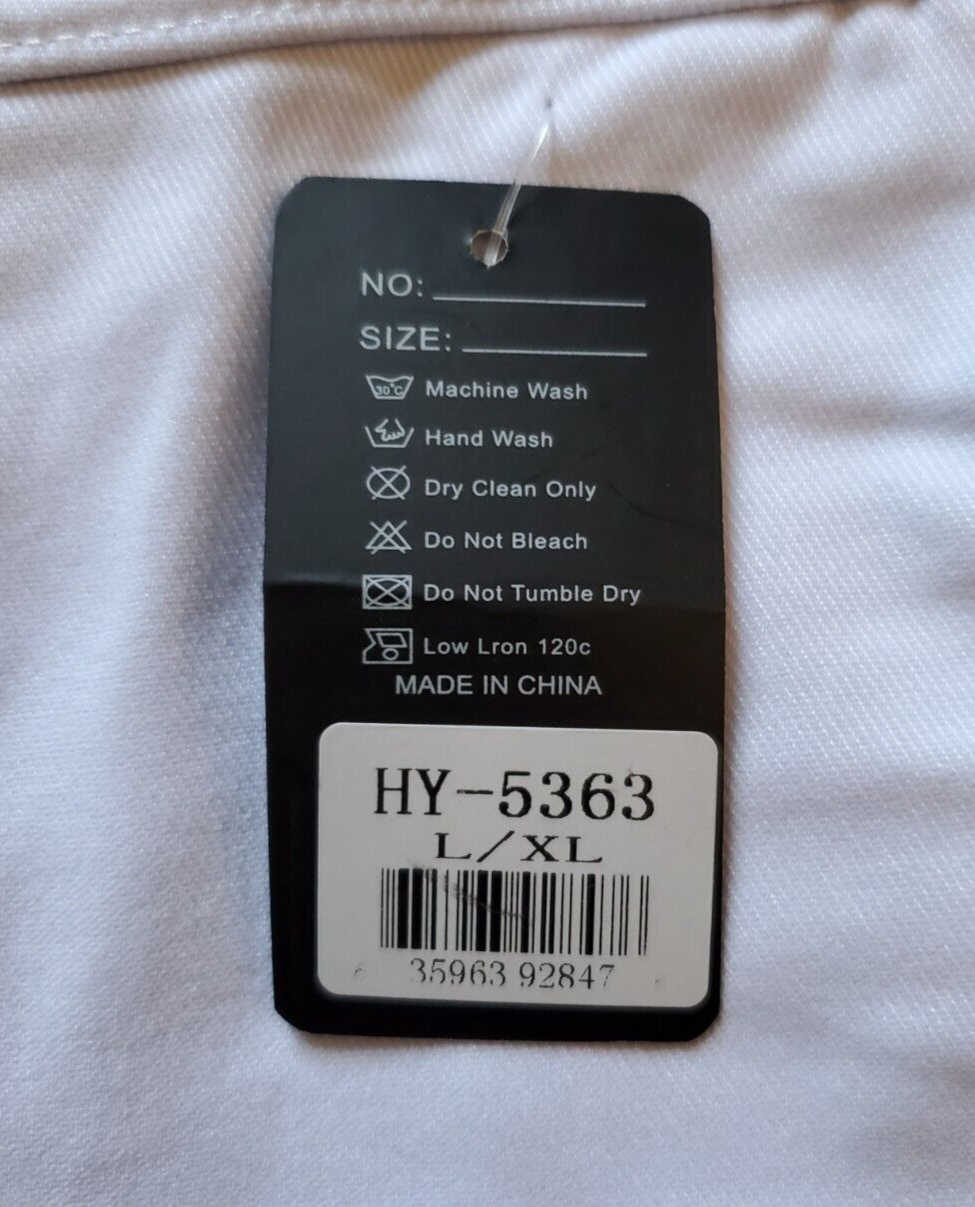 NO:
SIZE:
30°C Machine Wash
Hand Wash
Dry Clean Only
Do Not Bleach
Do Not Tumble Dry
Low Lron 120c
MADE IN CHINA
HY-5363
L/XL
35963 92847